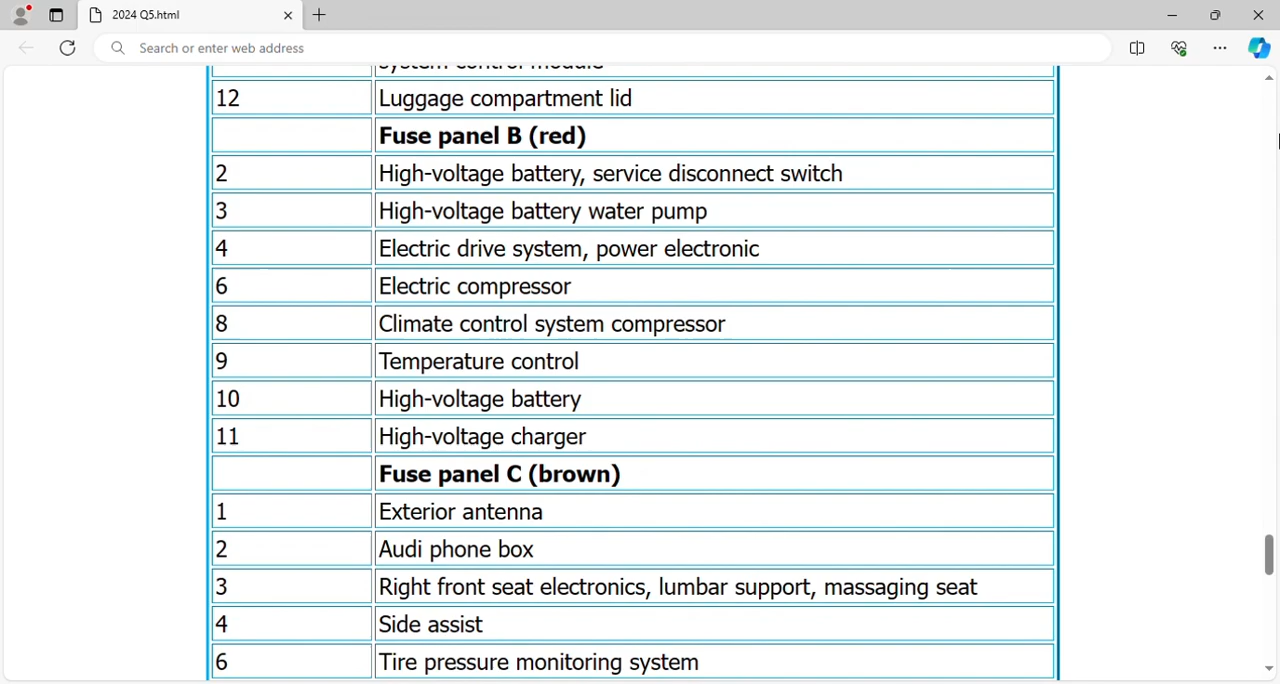 2024 Q5.html
Search or enter web address
system control module
12 Luggage compartment lid
Fuse panel B (red)
2 High-voltage battery, service disconnect switch
3 High-voltage battery water pump
4 Electric drive system, power electronic
6 Electric compressor
8 Climate control system compressor
9 Temperature control
10 High-voltage battery
11 High-voltage charger
Fuse panel C (brown)
1 Exterior antenna
2 Audi phone box
3 Right front seat electronics, lumbar support, massaging seat
4 Side assist
6 Tire pressure monitoring system